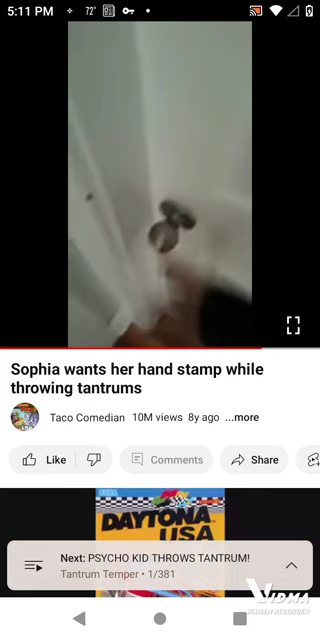 5:11 PM 72°
Sophia wants her hand stamp while
throwing tantrums
Taco Comedian 10M views 8y ago ...more
Like Comments Share
DAYTONA
USA
Next: PSYCHO KID THROWS TANTRUM!
Tantrum Temper • 1/381
VIDMA
SCREEN RECORDER